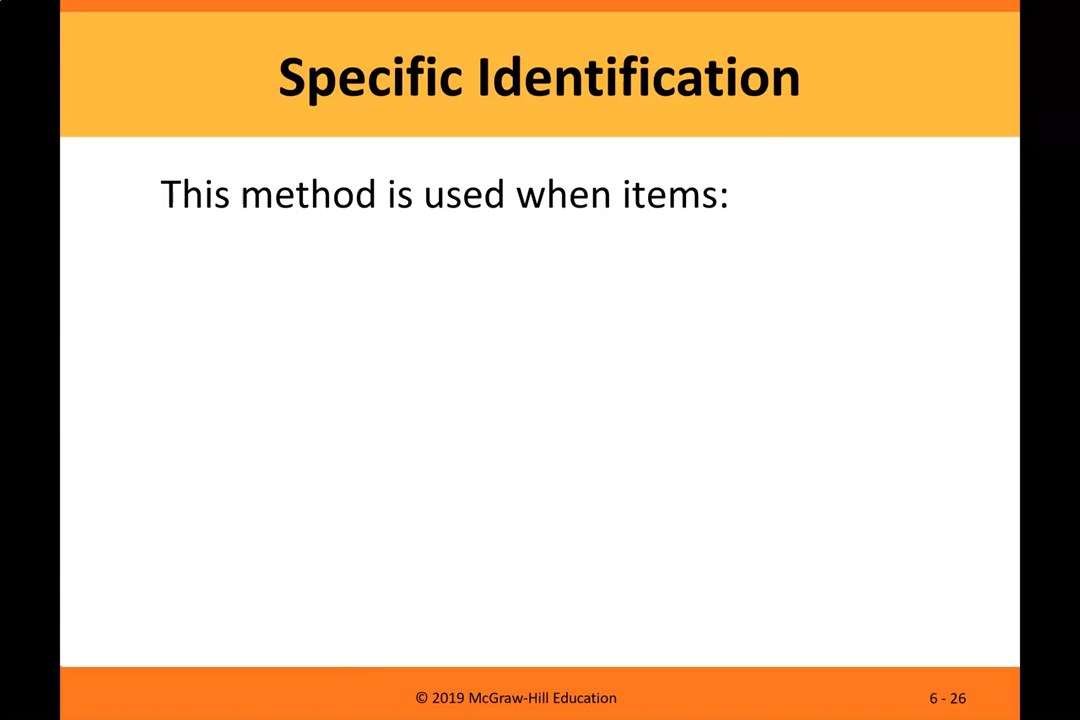 Specific Identification
This method is used when items:
© 2019 McGraw-Hill Education
6 - 26